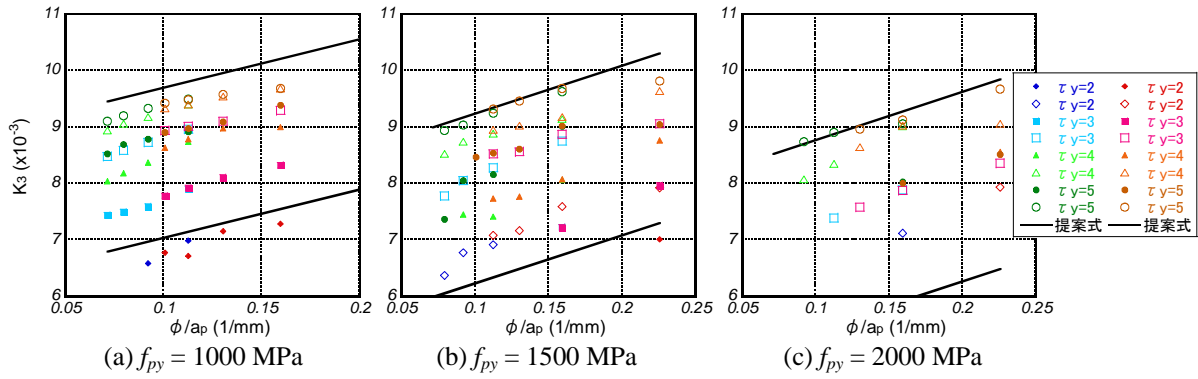 K3 (x10-3)
11
10
9
8
7
6
0.05
0.1
0.15
0.2
φ/ap (1/mm)
(a) fpy = 1000 MPa
11
10
9
8
7
6
0.05
0.1
0.15
0.2
0.25
φ/ap (1/mm)
(b) fpy = 1500 MPa
11
10
9
8
7
6
0.05
0.1
0.15
0.2
0.25
φ/ap (1/mm)
(c) fpy = 2000 MPa
τy=2 τy=2
τy=2 τy=2
τy=3 τy=3
τy=3 τy=3
τy=4 τy=4
τy=4 τy=4
τy=5 τy=5
τy=5 τy=5
提案式 提案式